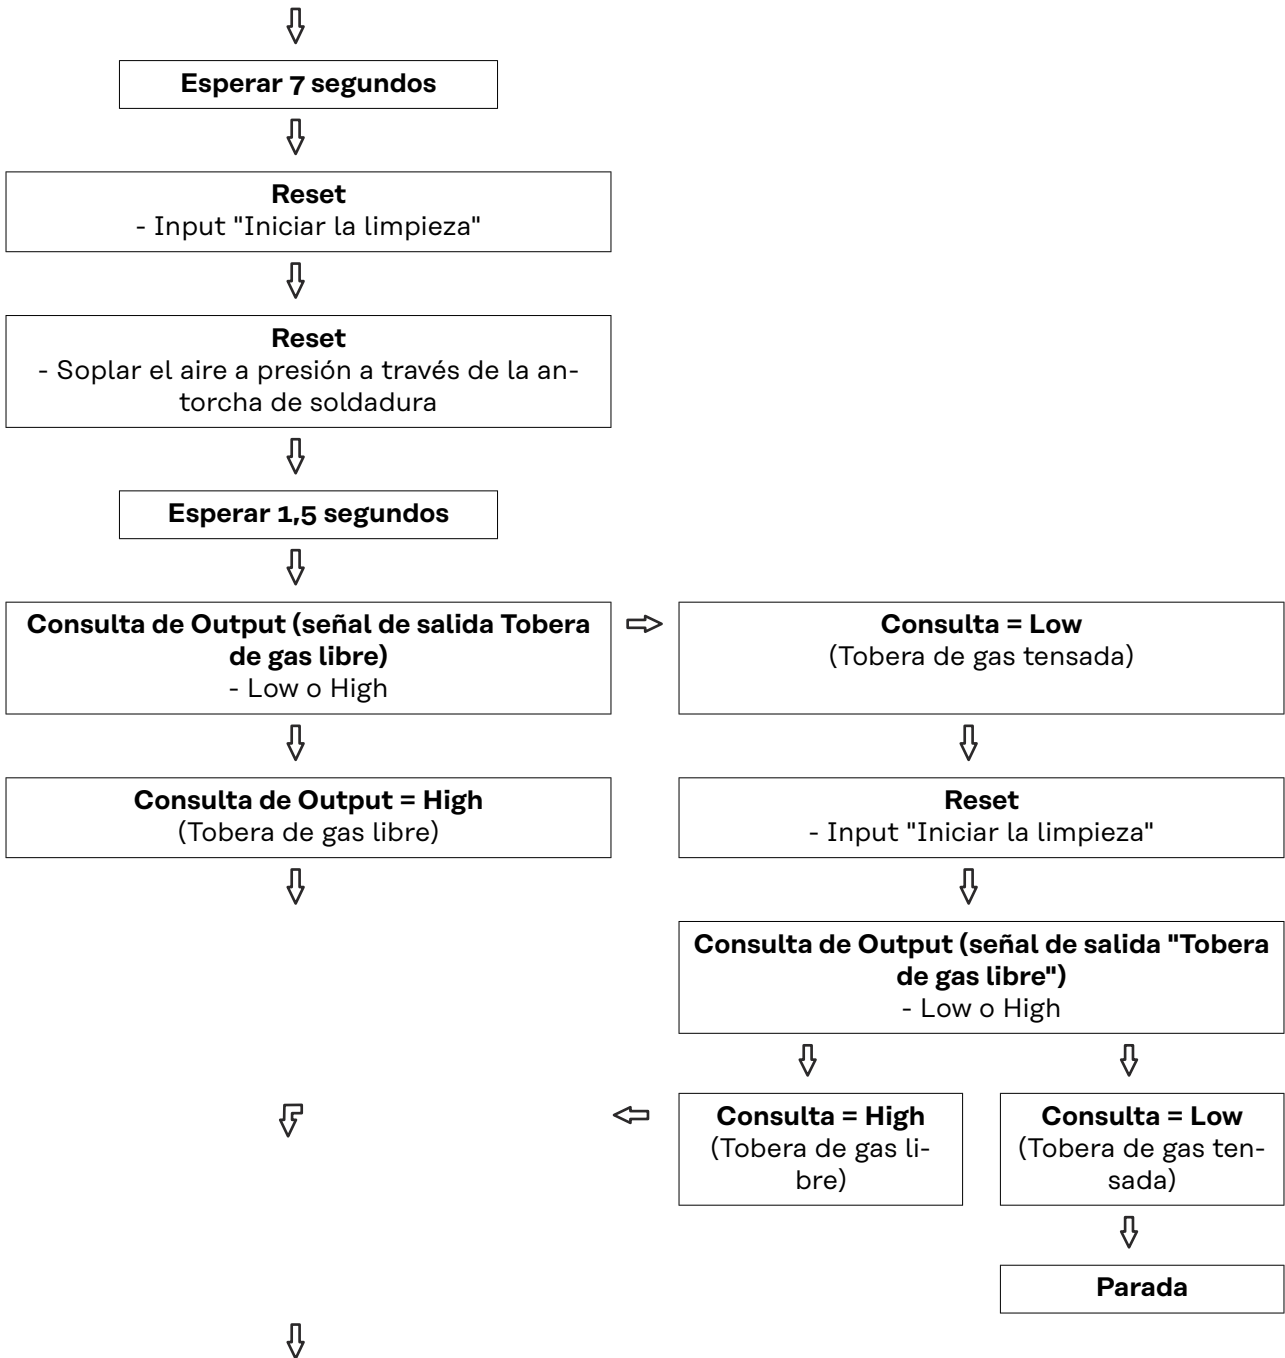 Esperar 7 segundos
Reset
- Input "Iniciar la limpieza"
Reset
- Soplar el aire a presión a través de la an-
torcha de soldadura
Esperar 1,5 segundos
Consulta de Output (señal de salida Tobera
de gas libre)
- Low o High
Consulta = Low
(Tobera de gas tensada)
Consulta de Output = High
(Tobera de gas libre)
Reset
- Input "Iniciar la limpieza"
Consulta de Output (señal de salida "Tobera
de gas libre")
- Low o High
Consulta = High
(Tobera de gas li-
bre)
Consulta = Low
(Tobera de gas ten-
sada)
Parada